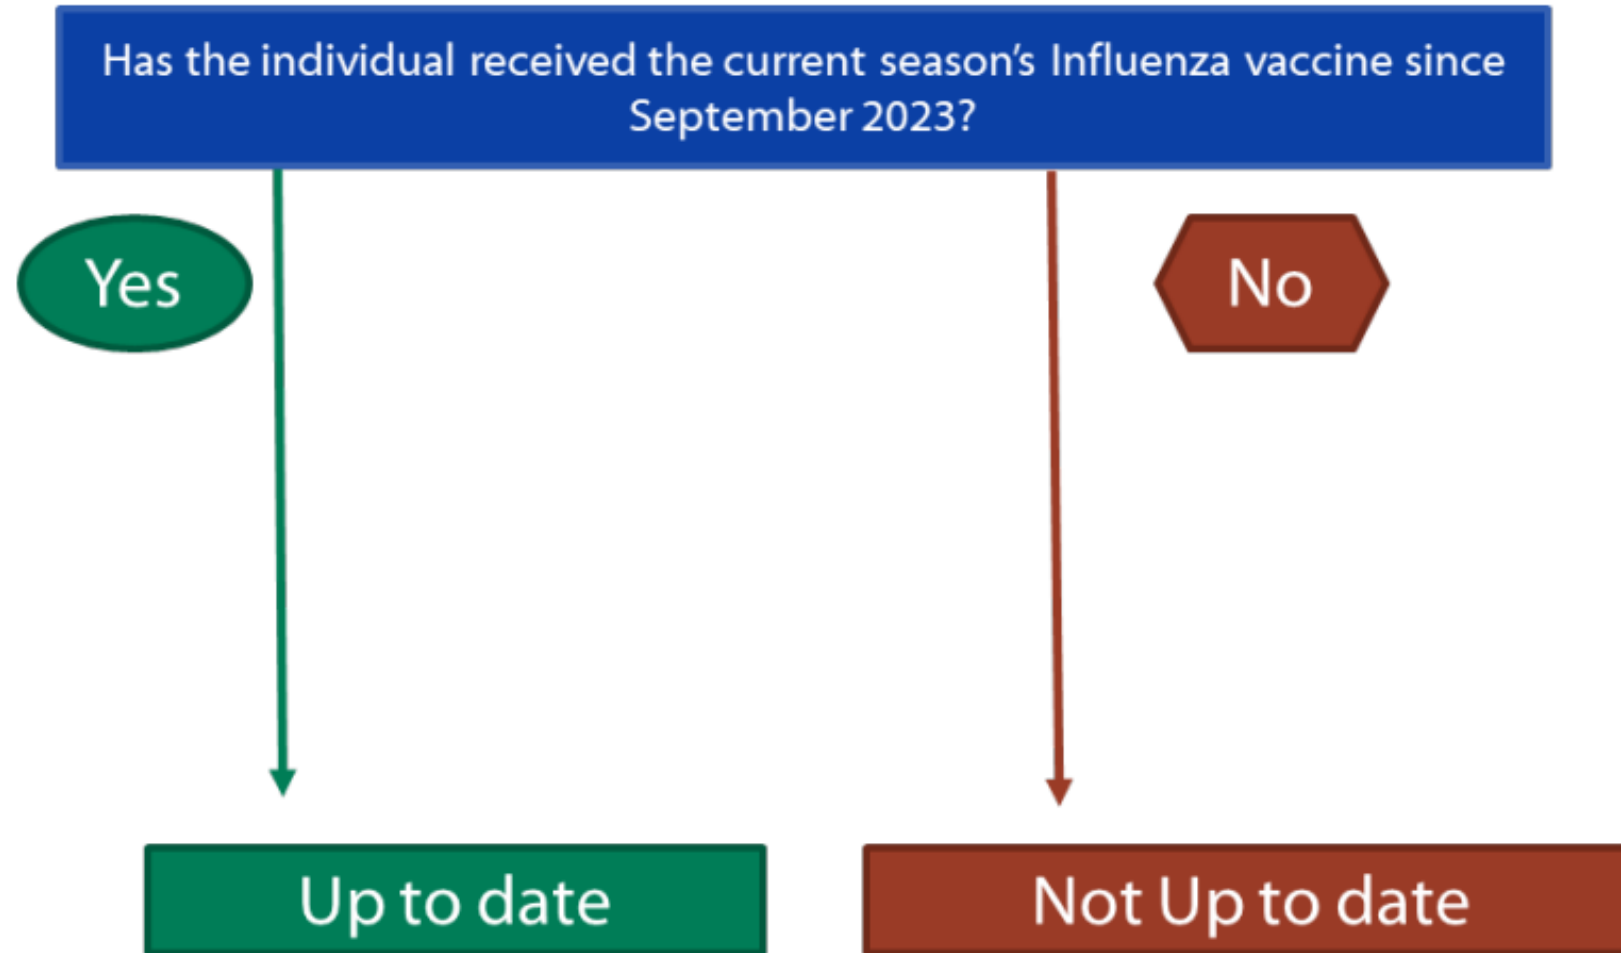 Has the individual received the current season’s Influenza vaccine since
September 2023?
Yes
No
Up to date
Not Up to date